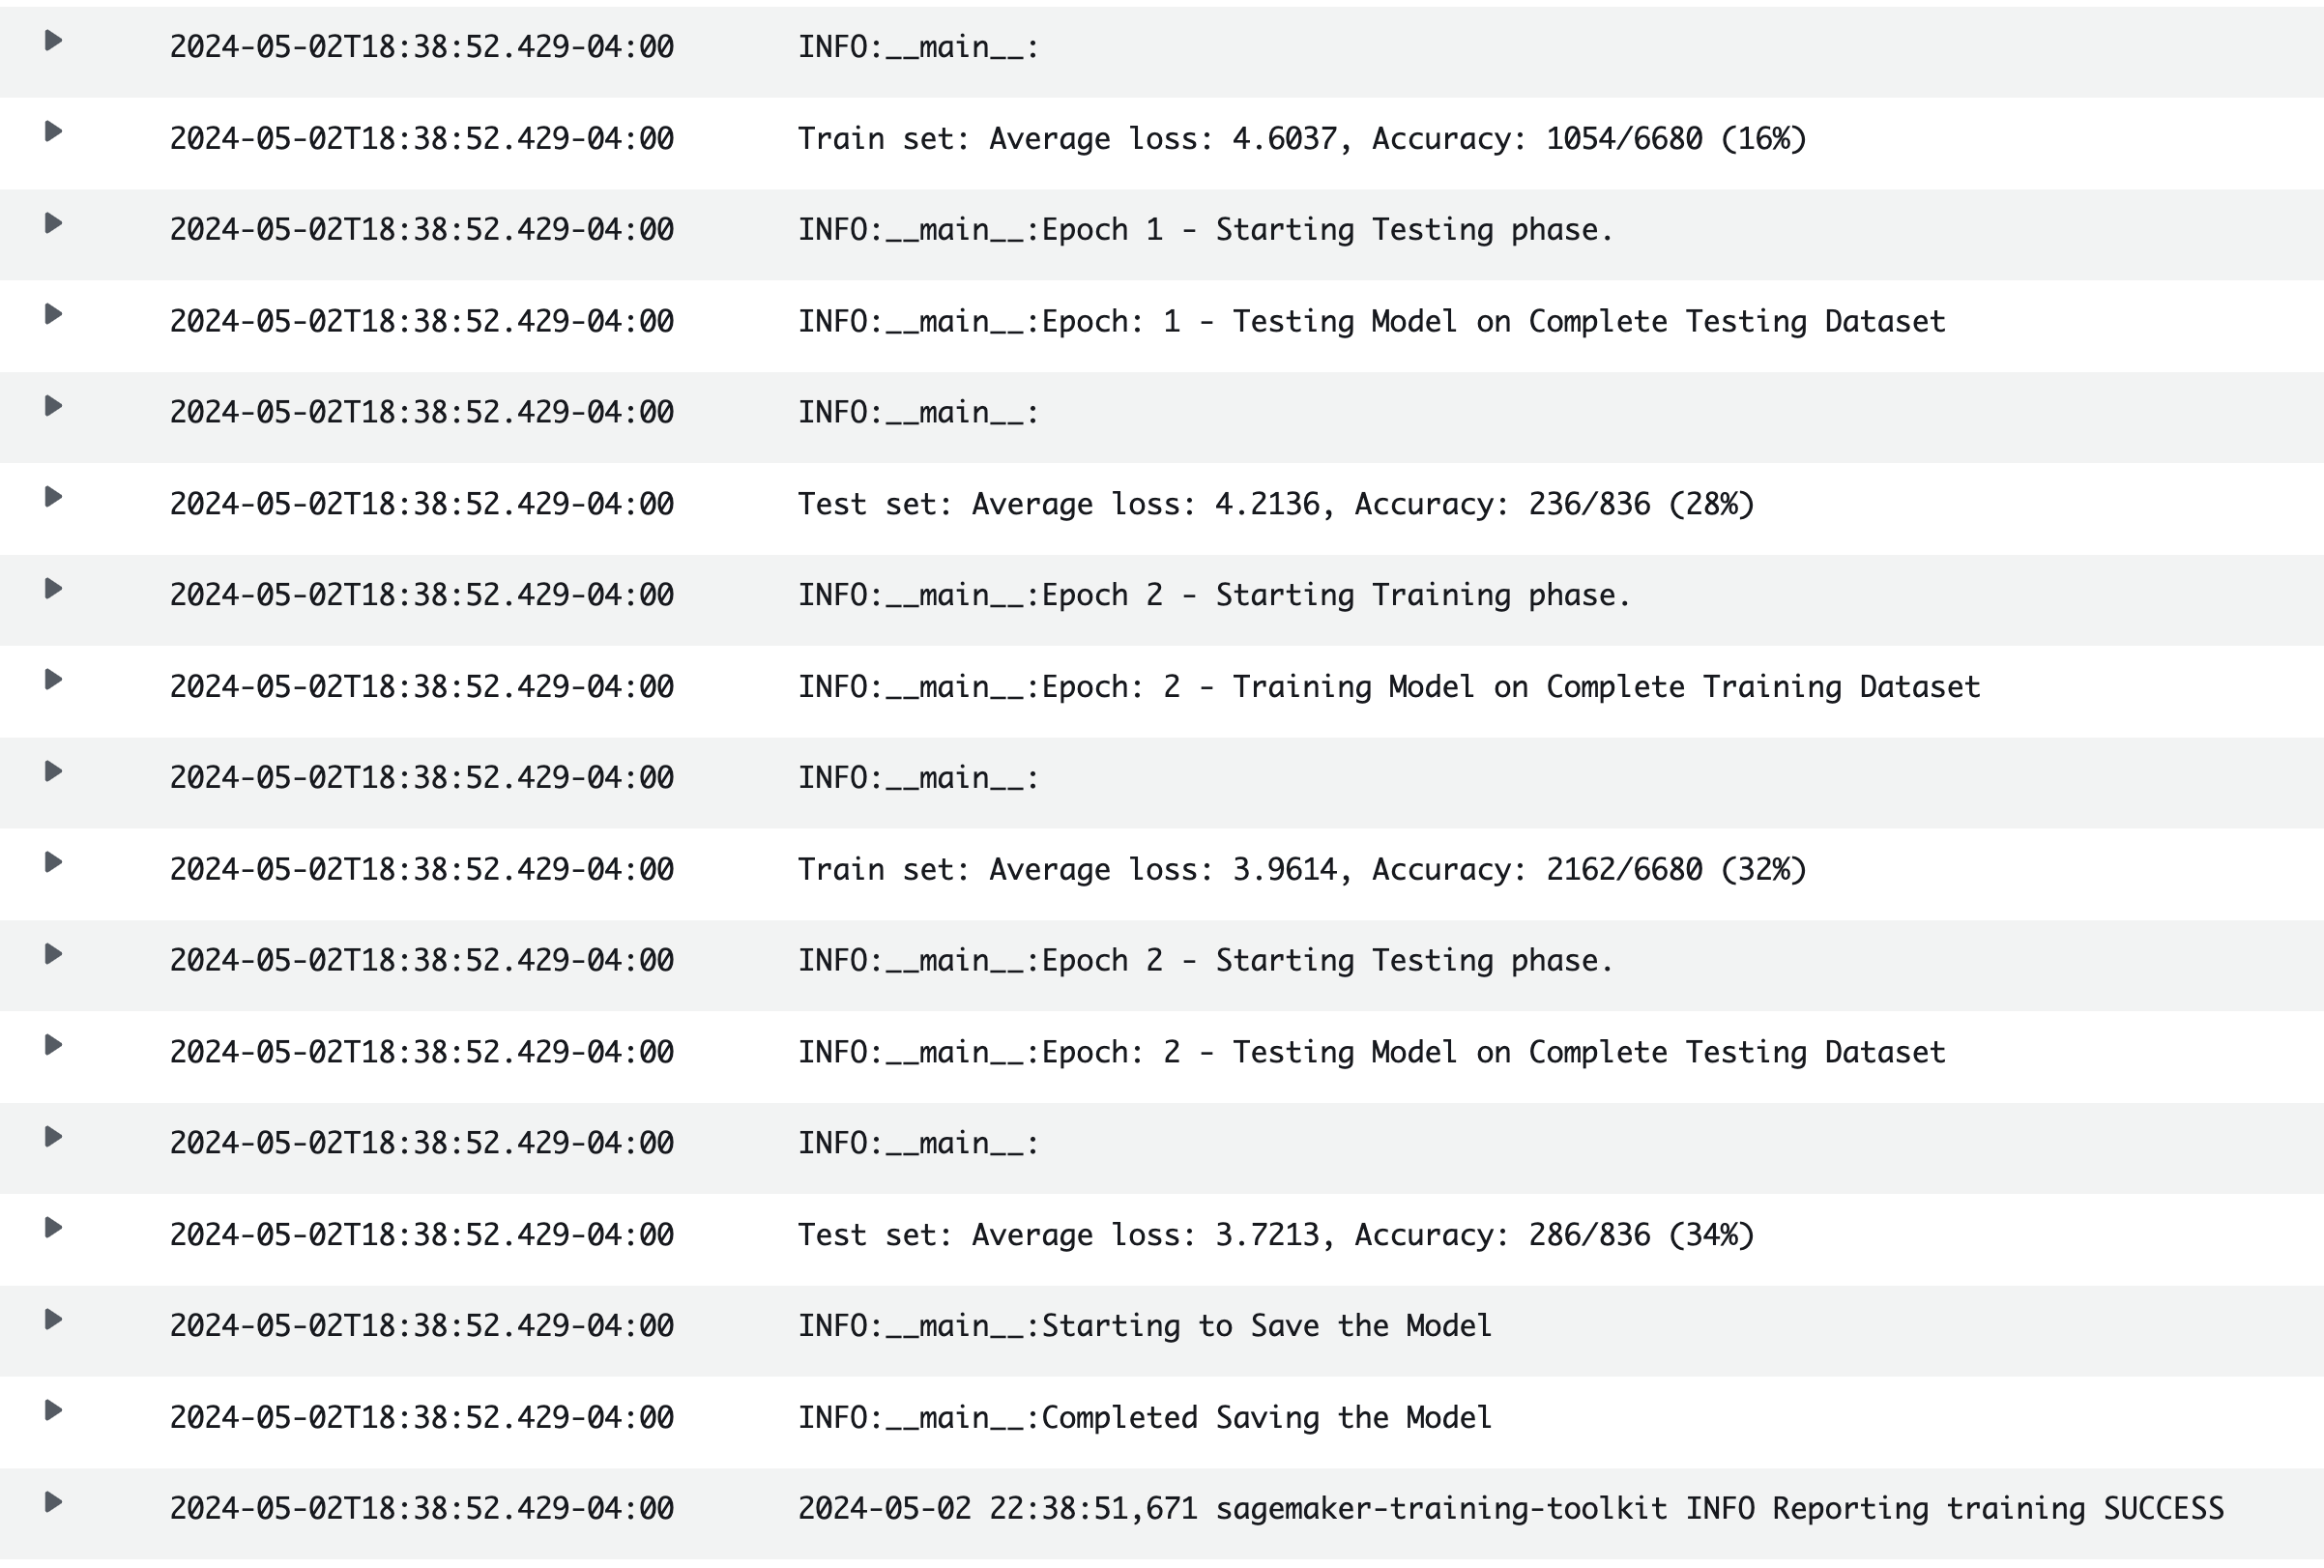 2024-05-02T18:38:52.429-04:00 INFO:__main__:
2024-05-02T18:38:52.429-04:00 Train set: Average loss: 4.6037, Accuracy: 1054/6680 (16%)
2024-05-02T18:38:52.429-04:00 INFO:__main__:Epoch 1 - Starting Testing phase.
2024-05-02T18:38:52.429-04:00 INFO:__main__:Epoch: 1 - Testing Model on Complete Testing Dataset
2024-05-02T18:38:52.429-04:00 INFO:__main__:
2024-05-02T18:38:52.429-04:00 Test set: Average loss: 4.2136, Accuracy: 236/836 (28%)
2024-05-02T18:38:52.429-04:00 INFO:__main__:Epoch 2 - Starting Training phase.
2024-05-02T18:38:52.429-04:00 INFO:__main__:Epoch: 2 - Training Model on Complete Training Dataset
2024-05-02T18:38:52.429-04:00 INFO:__main__:
2024-05-02T18:38:52.429-04:00 Train set: Average loss: 3.9614, Accuracy: 2162/6680 (32%)
2024-05-02T18:38:52.429-04:00 INFO:__main__:Epoch 2 - Starting Testing phase.
2024-05-02T18:38:52.429-04:00 INFO:__main__:Epoch: 2 - Testing Model on Complete Testing Dataset
2024-05-02T18:38:52.429-04:00 INFO:__main__:
2024-05-02T18:38:52.429-04:00 Test set: Average loss: 3.7213, Accuracy: 286/836 (34%)
2024-05-02T18:38:52.429-04:00 INFO:__main__:Starting to Save the Model
2024-05-02T18:38:52.429-04:00 INFO:__main__:Completed Saving the Model
2024-05-02T18:38:52.429-04:00 2024-05-02 22:38:51,671 sagemaker-training-toolkit INFO Reporting training SUCCESS